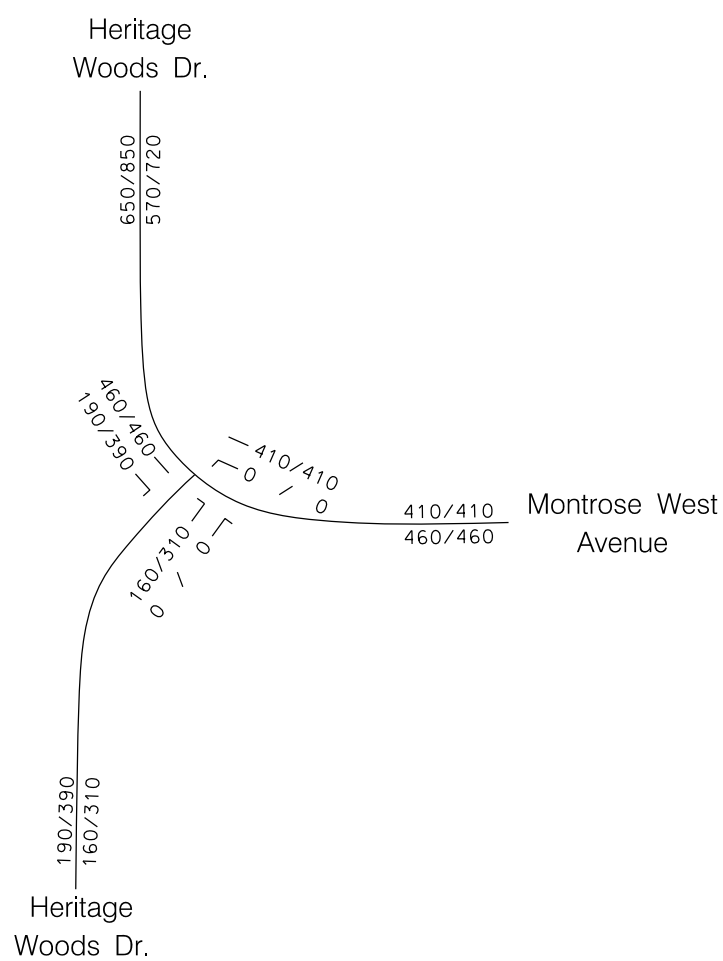 Heritage
Woods Dr.
650/850
570/720
460/460
190/390
410/410
0 / 0
410/410
460/460
Montrose West
Avenue
160/310
0 / 0
190/390
160/310
Heritage
Woods Dr.